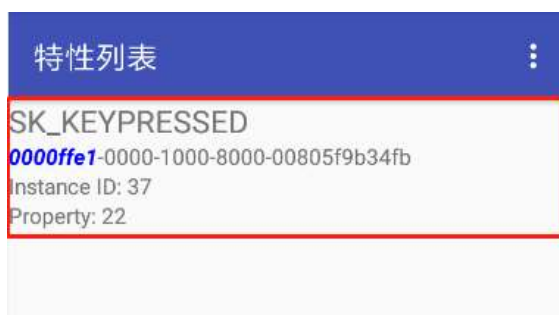 特性列表
SK_KEYPRESSED
0000ffe1-0000-1000-8000-00805f9b34fb
Instance ID: 37
Property: 22